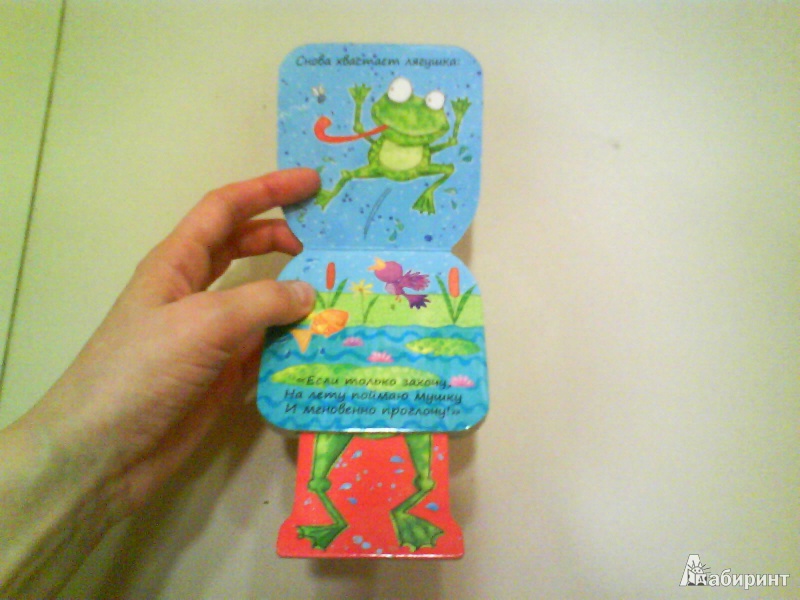 Снова хвастает лягушка:
«Если только захочу,
На лету поймаю мушку
И мгновенно проглочу!»
Лабиринт